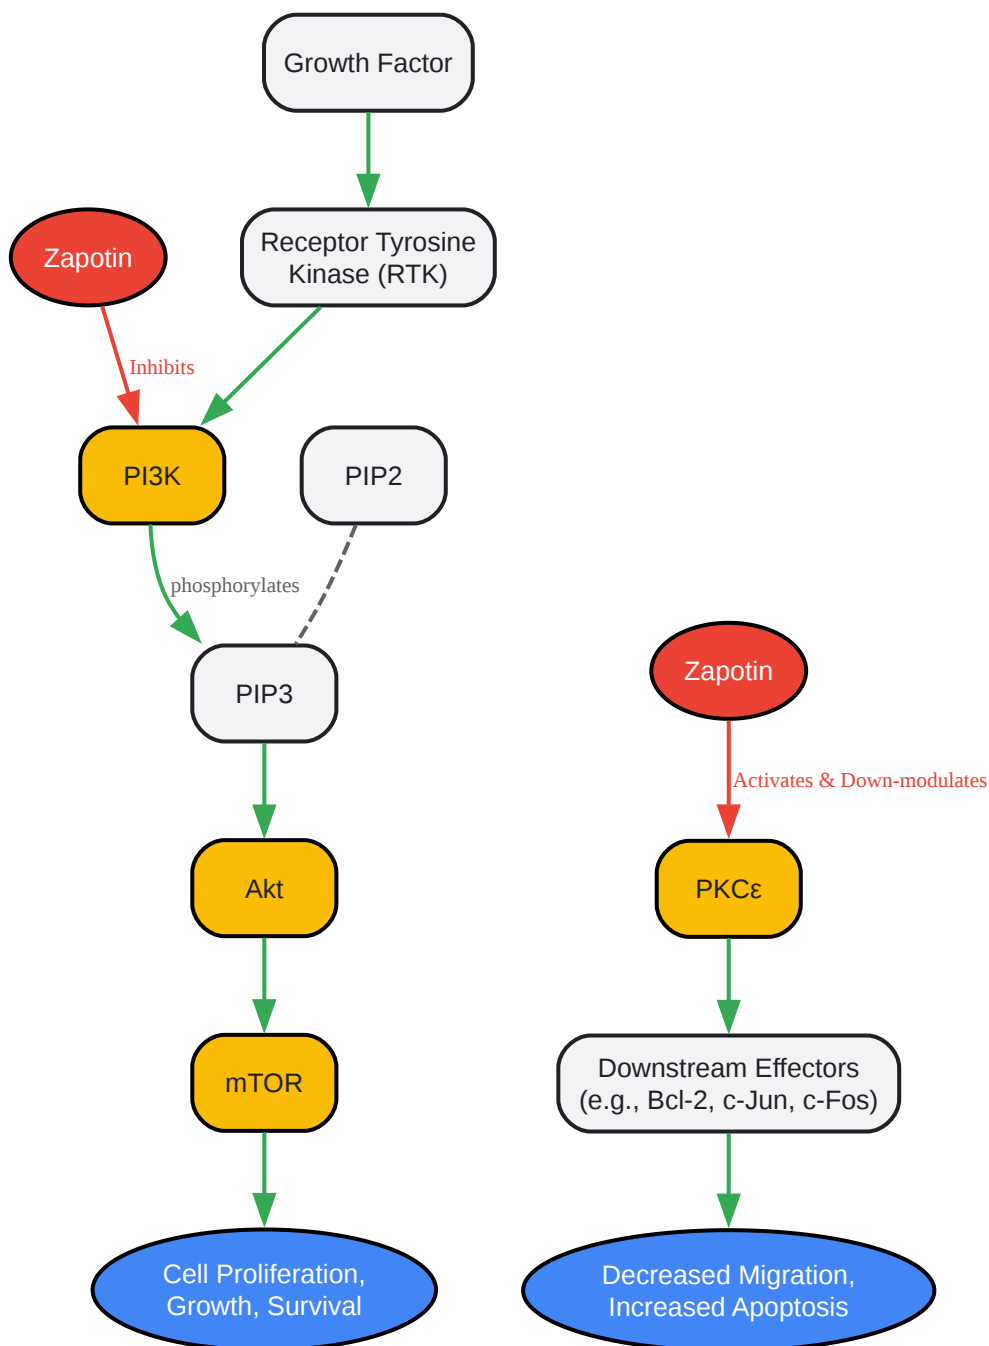 Growth Factor
Zapotin
Receptor Tyrosine
Kinase (RTK)
Inhibits
PI3K
PIP2
phosphorylates
PIP3
Zapotin
Activates & Down-modulates
Akt
PKCε
mTOR
Downstream Effectors
(e.g., Bcl-2, c-Jun, c-Fos)
Cell Proliferation,
Growth, Survival
Decreased Migration,
Increased Apoptosis